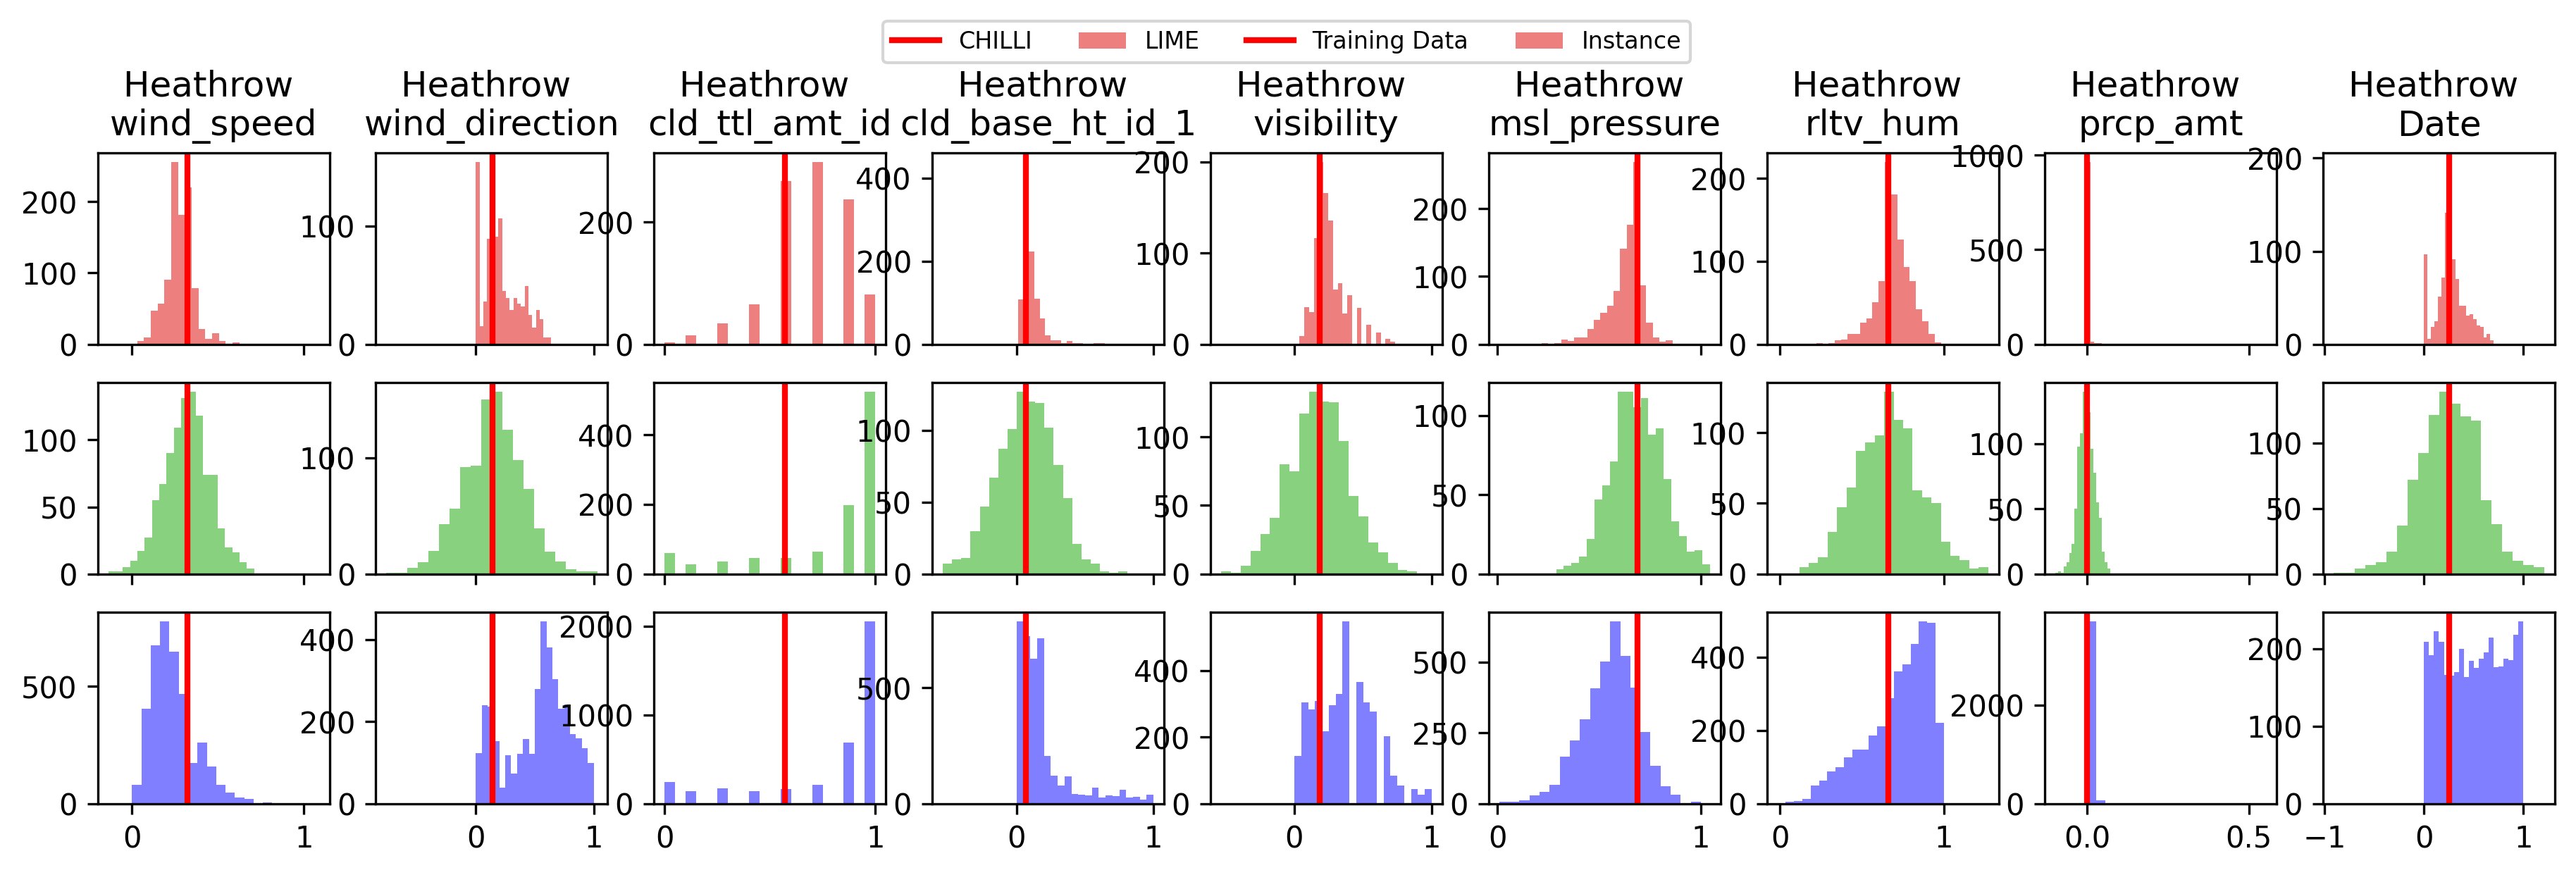 CHILLI LIME Training Data Instance
Heathrow Heathrow Heathrow Heathrow Heathrow Heathrow Heathrow Heathrow Heathrow
wind_speed wind_direction cld_ttl_amt_id cld_base_ht_id_1 visibility msl_pressure rltv_hum prcp_amt Date
200 100 200 400 200 200 200 1000 200
100 200 100 100 100 500 100
0 0 0 0 0 0 0 0 0
100 100 400 100 100 100 100 100 100
50 200 50 50 50 50 50
0 0 0 0 0 0 0 0 0
500 400 2000 500 400 500 400 2000 200
200 1000 200 250 200 100
0 0 0 0 0 0 0 0 0
0 1 0 1 0 1 0 1 0 1 0 1 0 1 0.0 0.5 −1 0 1